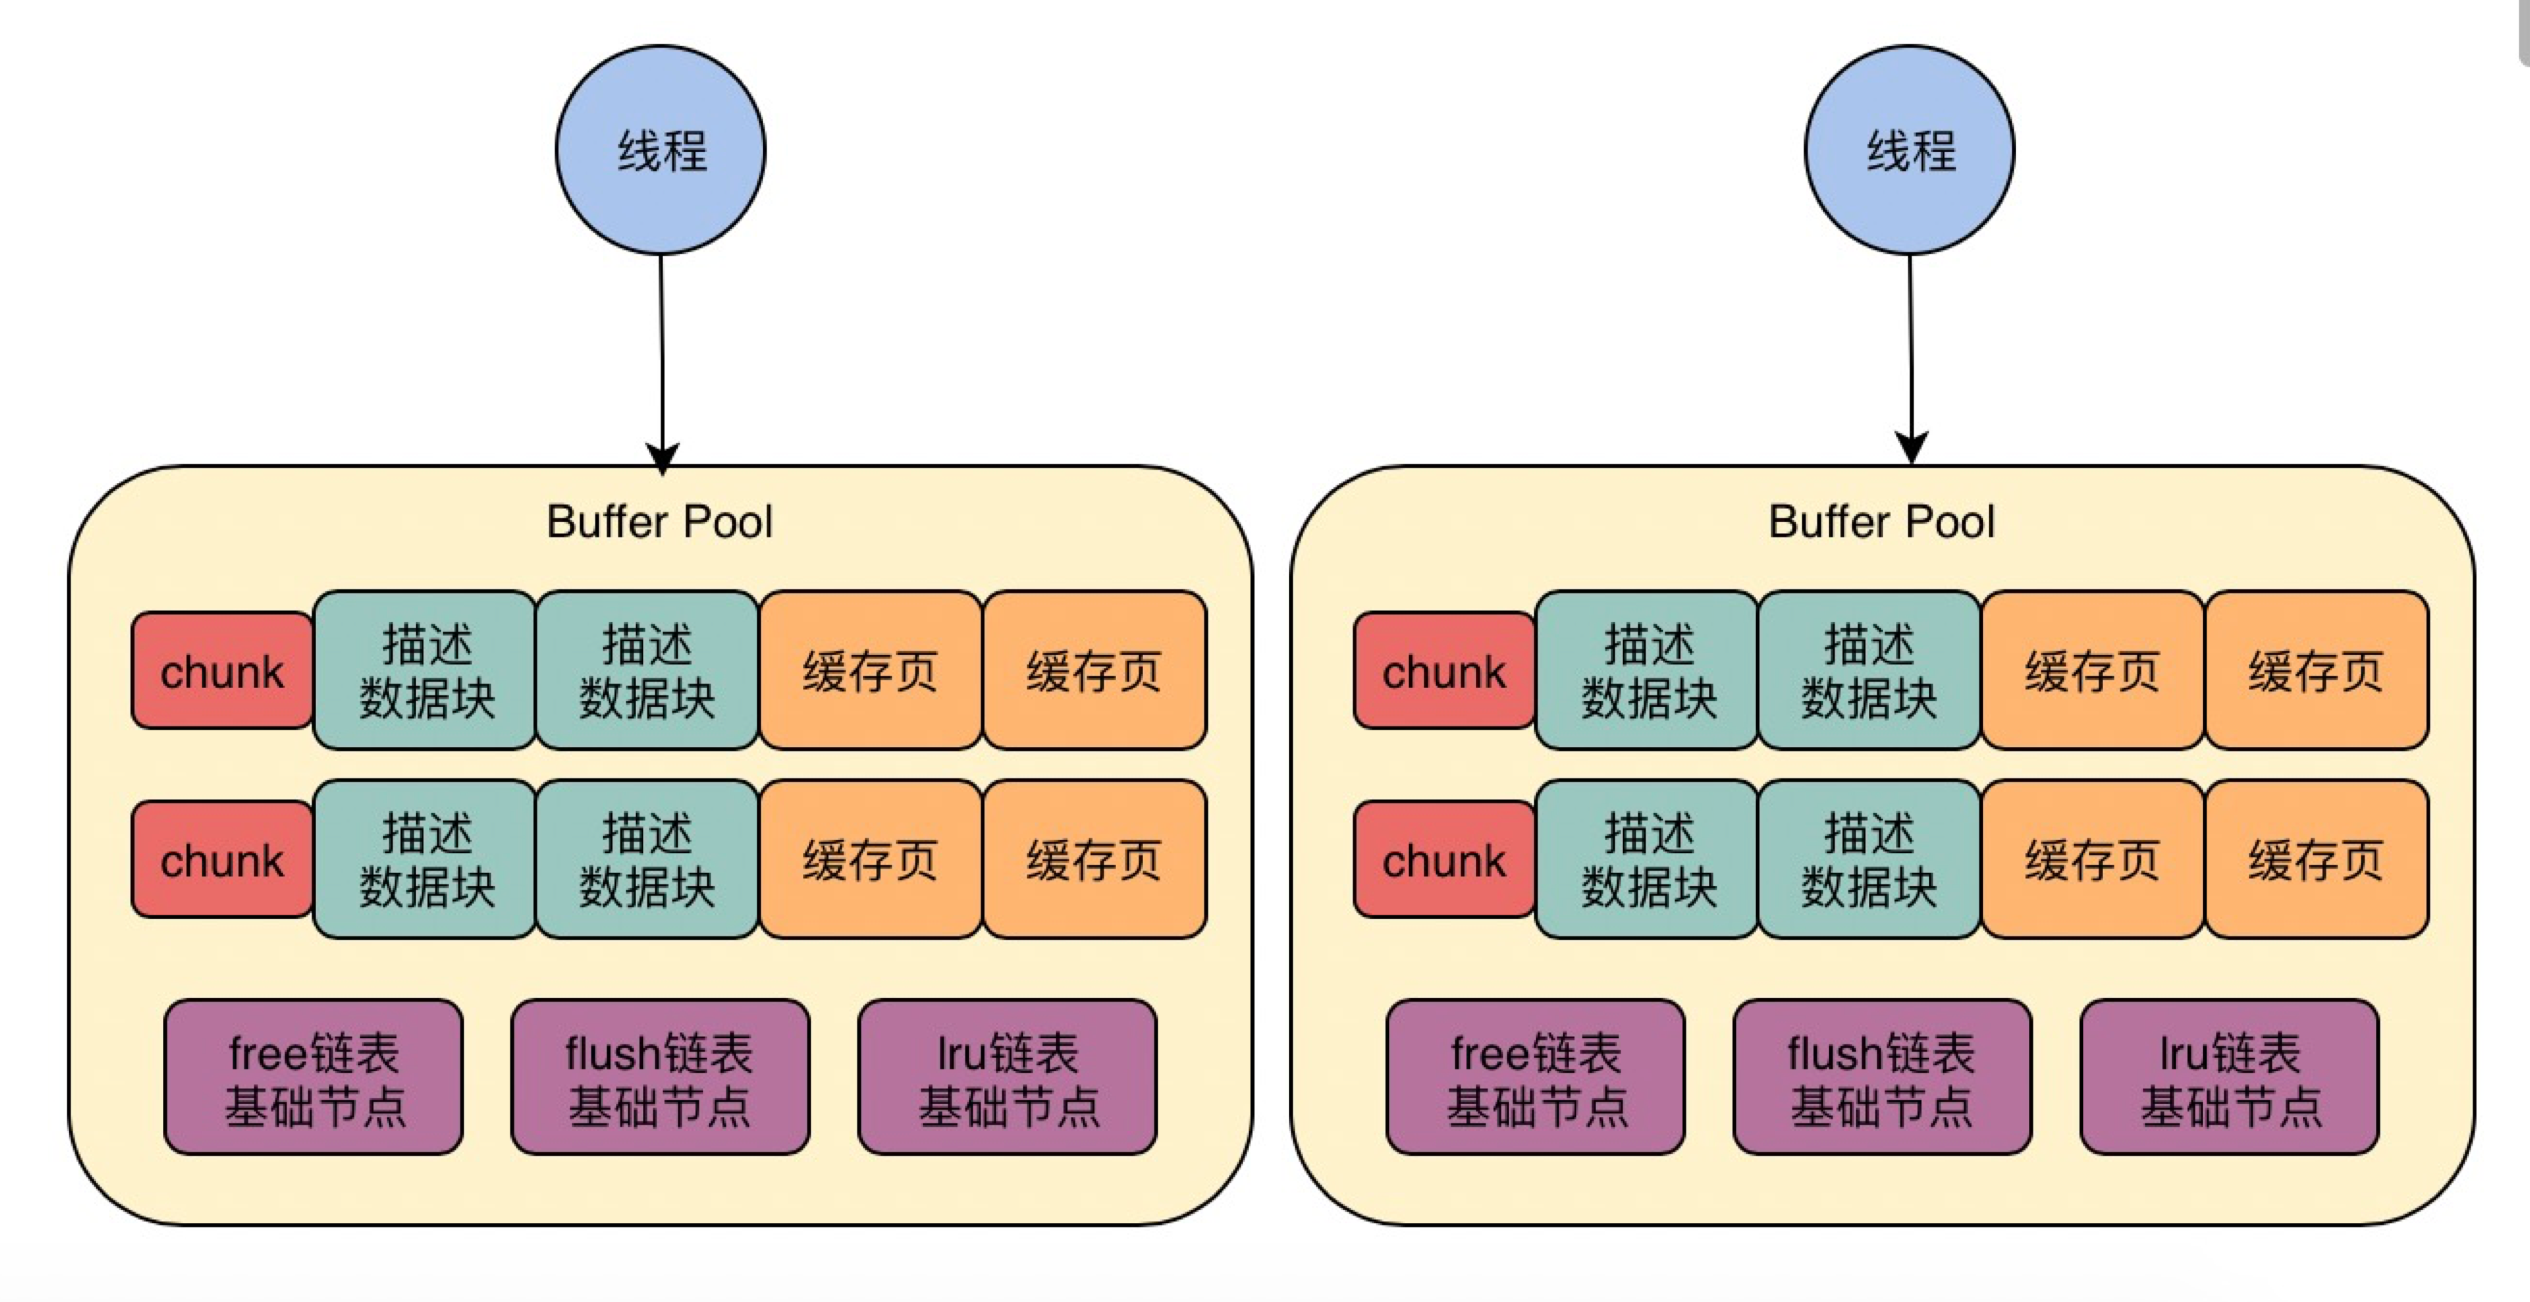 线程
线程
Buffer Pool
chunk
描述
数据块
描述
数据块
缓存页
缓存页
chunk
描述
数据块
描述
数据块
缓存页
缓存页
free链表
基础节点
flush链表
基础节点
lru链表
基础节点
Buffer Pool
chunk
描述
数据块
描述
数据块
缓存页
缓存页
chunk
描述
数据块
描述
数据块
缓存页
缓存页
free链表
基础节点
flush链表
基础节点
lru链表
基础节点